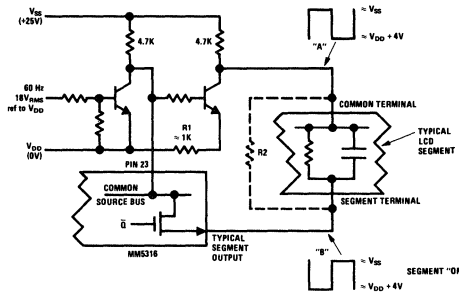 VSS
(+25V)
4.7K
4.7K
"A"
≈ VSS
≈ VDD + 4V
60 Hz
18VRMS
ref to VDD
COMMON TERMINAL
R1
≈ 1K
R2
TYPICAL
LCD
SEGMENT
VDD
(0V)
PIN 23
COMMON
SOURCE BUS
SEGMENT TERMINAL
Q̅
TYPICAL
SEGMENT
OUTPUT
MM5316
"B"
≈ VSS
≈ VDD + 4V
SEGMENT